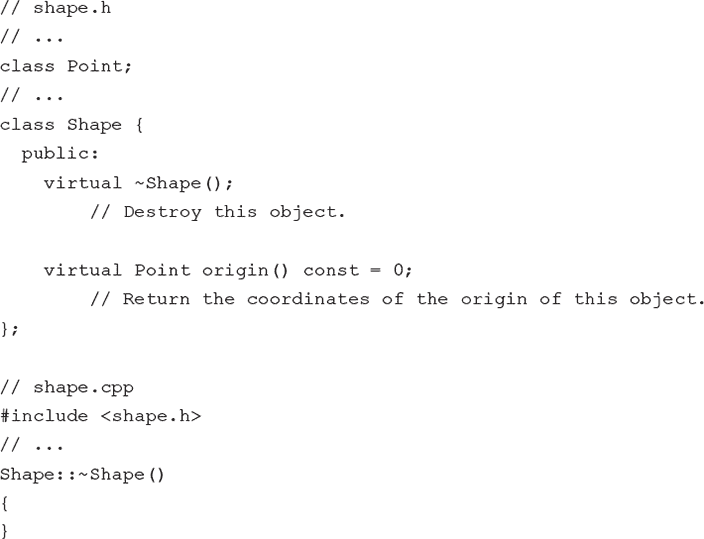 // shape.h
// ...
class Point;
// ...
class Shape {
  public:
    virtual ~Shape();
        // Destroy this object.

    virtual Point origin() const = 0;
        // Return the coordinates of the origin of this object.
};

// shape.cpp
#include <shape.h>
// ...
Shape::~Shape()
{
}